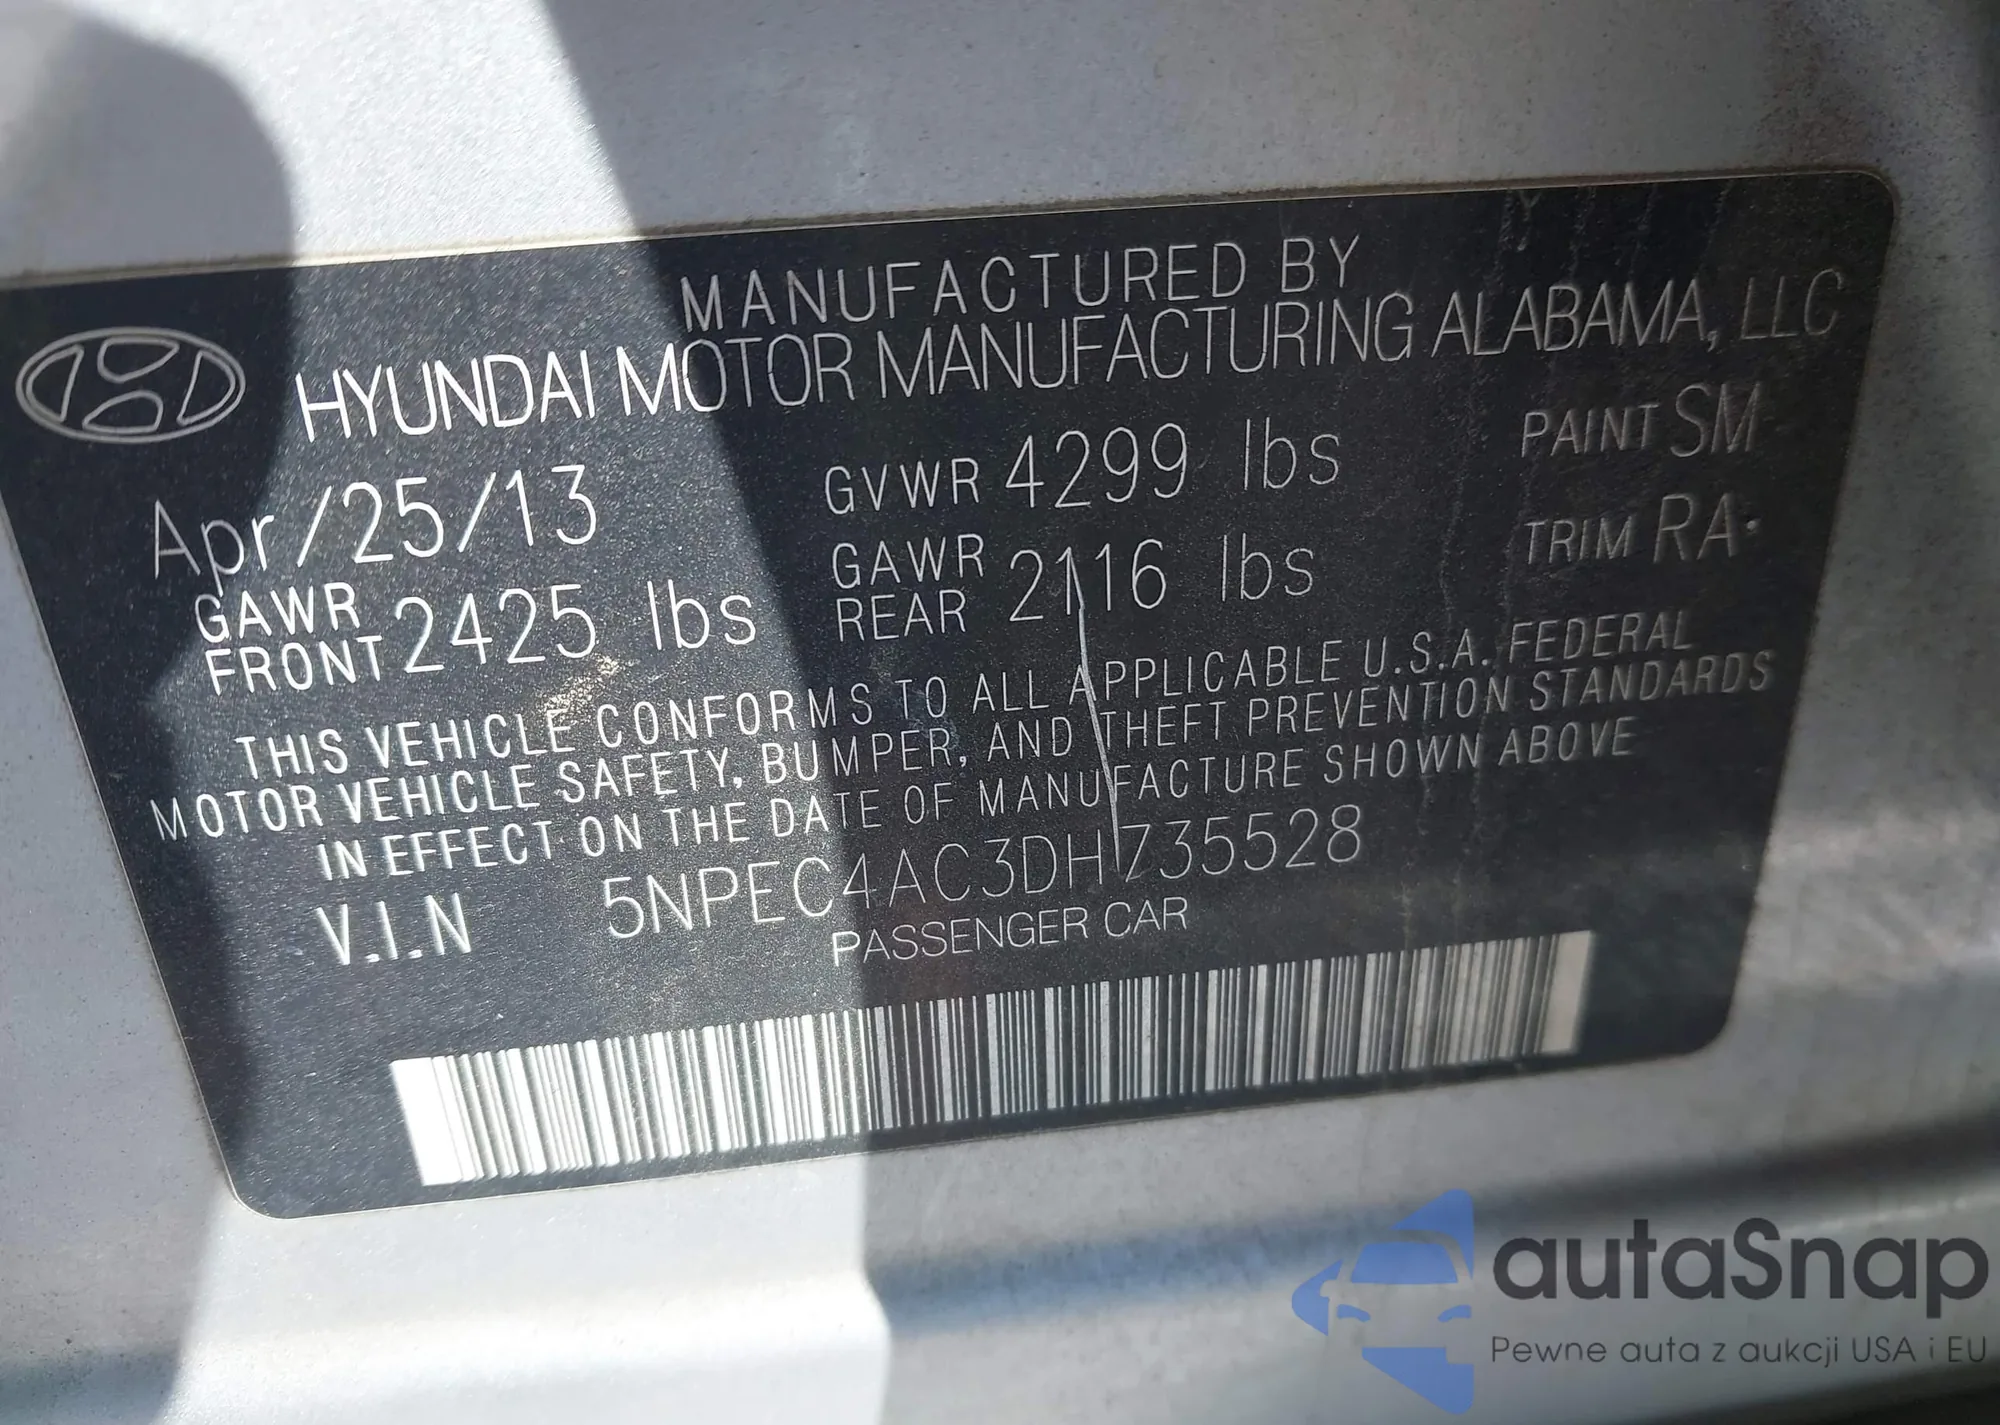 MANUFACTURED BY
HYUNDAI MOTOR MANUFACTURING ALABAMA, LLC
Apr/25/13 GVWR 4299 lbs PAINT SM
GAWR FRONT 2425 lbs GAWR REAR 2116 lbs TRIM RA
THIS VEHICLE CONFORMS TO ALL APPLICABLE U.S.A. FEDERAL
MOTOR VEHICLE SAFETY, BUMPER, AND THEFT PREVENTION STANDARDS
IN EFFECT ON THE DATE OF MANUFACTURE SHOWN ABOVE
V.I.N 5NPEC4AC3DH735528
PASSENGER CAR
autaSnap
Pewne auta z aukcji USA i EU